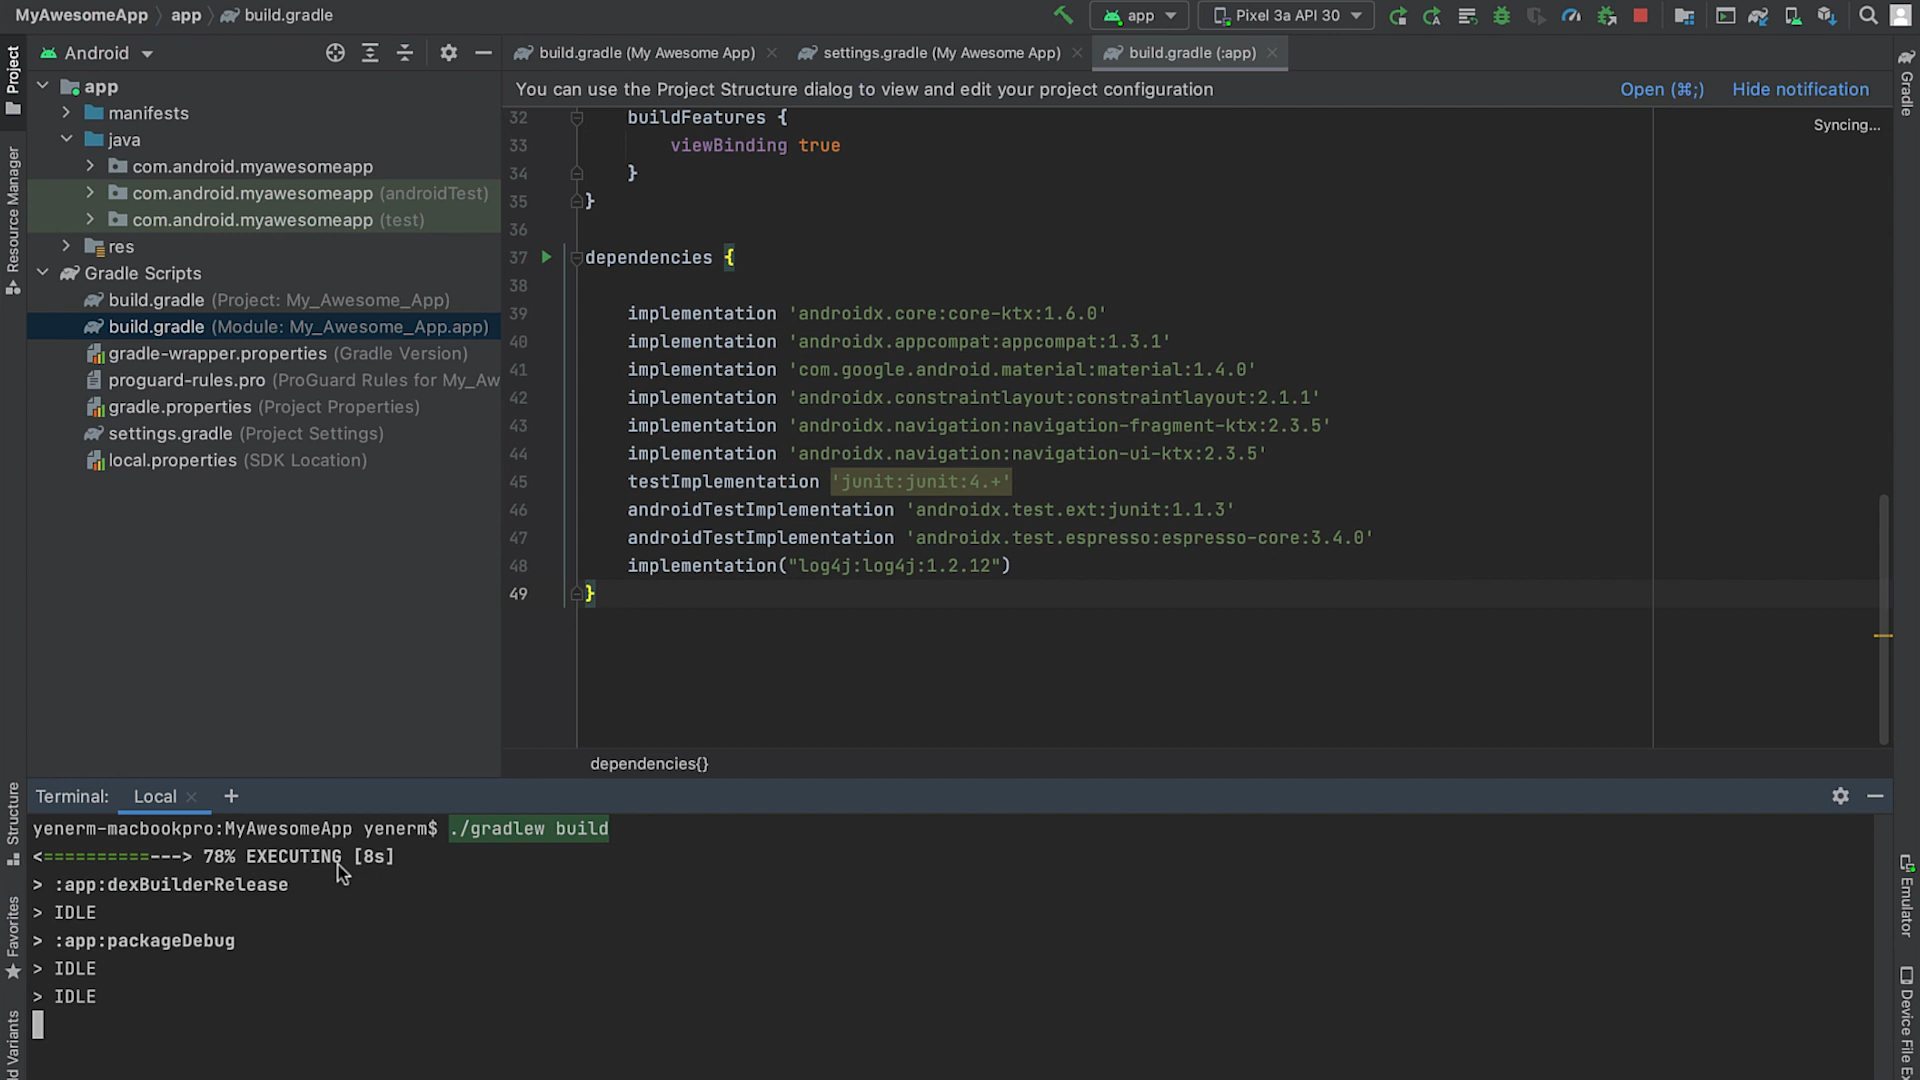 MyAwesomeApp app build.gradle
app Pixel 3a API 30
Project
Resource Manager
Structure
Favorites
Android
app
manifests
java
com.android.myawesomeapp
com.android.myawesomeapp (androidTest)
com.android.myawesomeapp (test)
res
Gradle Scripts
build.gradle (Project: My_Awesome_App)
build.gradle (Module: My_Awesome_App.app)
gradle-wrapper.properties (Gradle Version)
proguard-rules.pro (ProGuard Rules for My_Aw
gradle.properties (Project Properties)
settings.gradle (Project Settings)
local.properties (SDK Location)
build.gradle (My Awesome App) settings.gradle (My Awesome App) build.gradle (:app)
You can use the Project Structure dialog to view and edit your project configuration Open (⌘;) Hide notification
Syncing...
32 buildFeatures {
33 viewBinding true
34 }
35 }
36
37 dependencies {
38
39 implementation 'androidx.core:core-ktx:1.6.0'
40 implementation 'androidx.appcompat:appcompat:1.3.1'
41 implementation 'com.google.android.material:material:1.4.0'
42 implementation 'androidx.constraintlayout:constraintlayout:2.1.1'
43 implementation 'androidx.navigation:navigation-fragment-ktx:2.3.5'
44 implementation 'androidx.navigation:navigation-ui-ktx:2.3.5'
45 testImplementation 'junit:junit:4.+'
46 androidTestImplementation 'androidx.test.ext:junit:1.1.3'
47 androidTestImplementation 'androidx.test.espresso:espresso-core:3.4.0'
48 implementation("log4j:log4j:1.2.12")
49 }
dependencies{}
Terminal: Local
yenerm-macbookpro:MyAwesomeApp yenerm$ ./gradlew build
<==========---> 78% EXECUTING [8s]
> :app:dexBuilderRelease
> IDLE
> :app:packageDebug
> IDLE
> IDLE
Gradle
Emulator
Device File Ex
d Variants